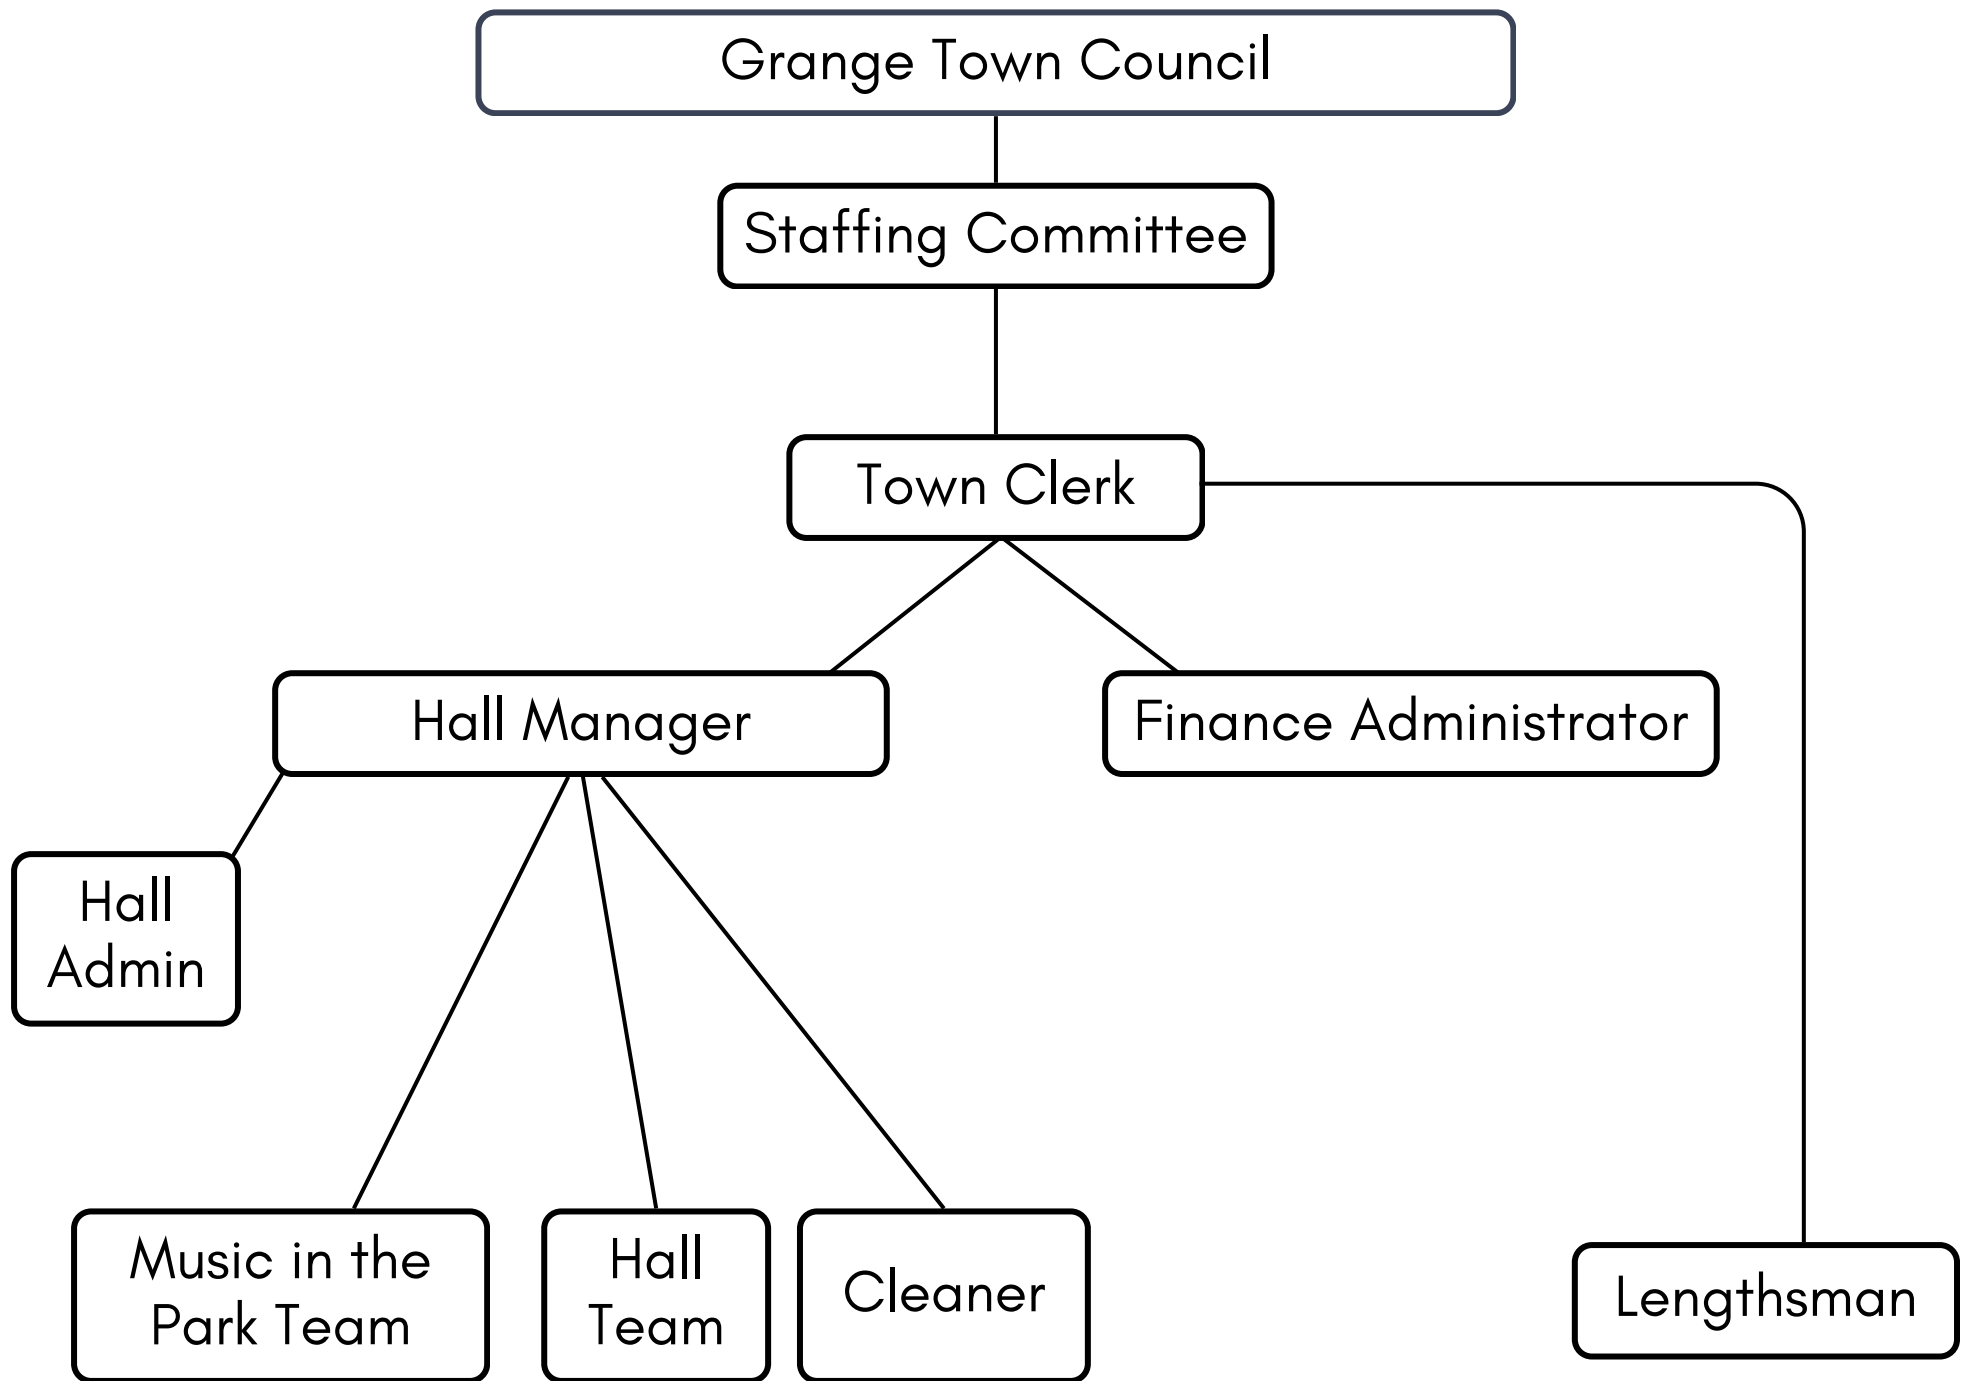 Grange Town Council
Staffing Committee
Town Clerk
Hall Manager
Finance Administrator
Hall
Admin
Music in the
Park Team
Hall
Team
Cleaner
Lengthsman